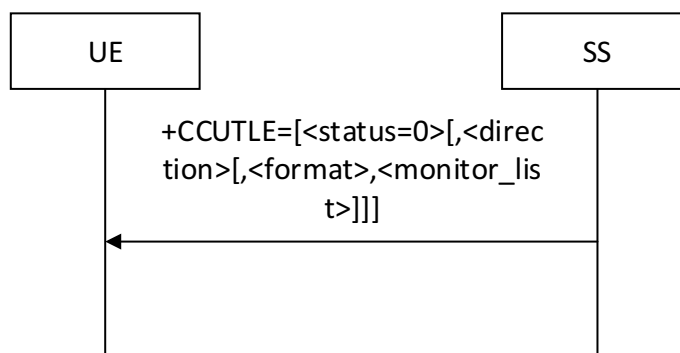 UE
SS
+CCUTLE=[<status=0>[,<direc
tion>[,<format>,<monitor_lis
t>]]]